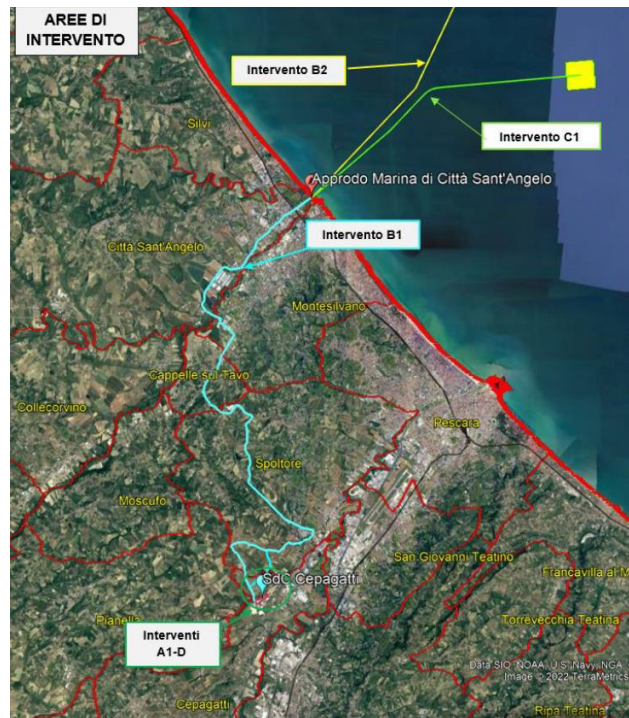 AREE DI
INTERVENTO
Intervento B2
Silvi
Intervento C1
Approdo Marina di Città Sant'Angelo
Intervento B1
Città Sant'Angelo
Montesilvano
Cappelle sul Tavo
Collecorvino
Pescara
Spoltore
Moscufo
San Giovanni Teatino
SdC Cepagatti
Francavilla al M
Pianella
Torrevecchia Teatina
Interventi
A1-D
Data SIO, NOAA, U.S. Navy, NGA,
Image © 2022 TerraMetrics
Cepagatti
Ripa Teatina